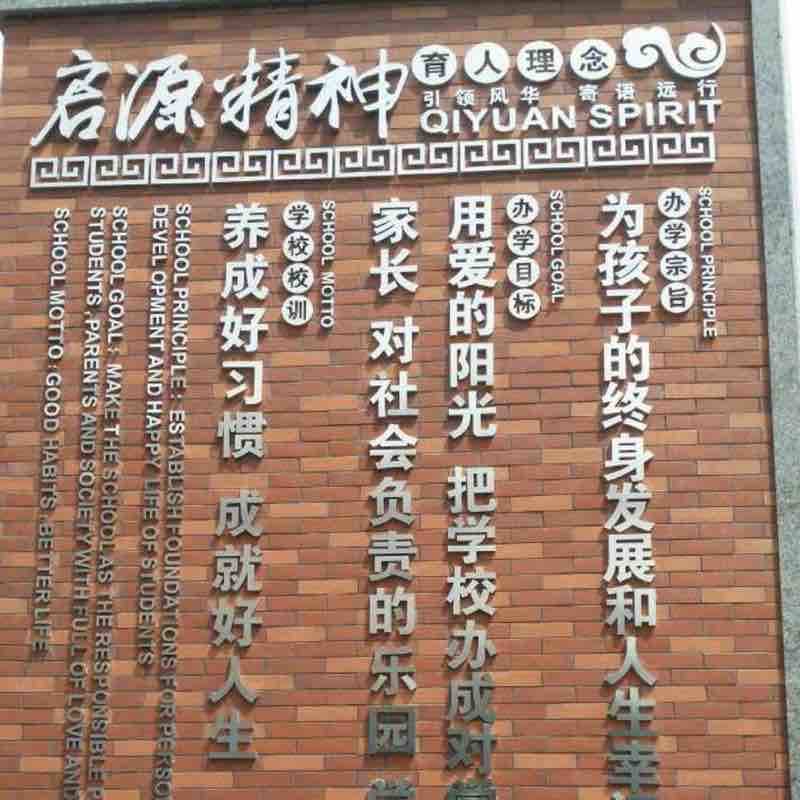 启源精神
育人理念
引领风华 寄语远行
QIYUAN SPIRIT
SCHOOL PRINCIPLE
办学宗旨
为孩子的终身发展和人生幸
SCHOOL GOAL
办学目标
用爱的阳光 把学校办成对
家长 对社会负责的乐园
SCHOOL MOTTO
学校校训
养成好习惯 成就好人生
SCHOOL PRINCIPLE : ESTABLISH FOUNDATIONS FOR PERSO
DEVELOPMENT AND HAPPY LIFE OF STUDENTS
SCHOOL GOAL : MAKE THE SCHOOL AS THE RESPONSIBLE P
STUDENTS , PARENTS AND SOCIETY WITH FULL OF LOVE AND
SCHOOL MOTTO : GOOD HABITS , BETTER LIFE